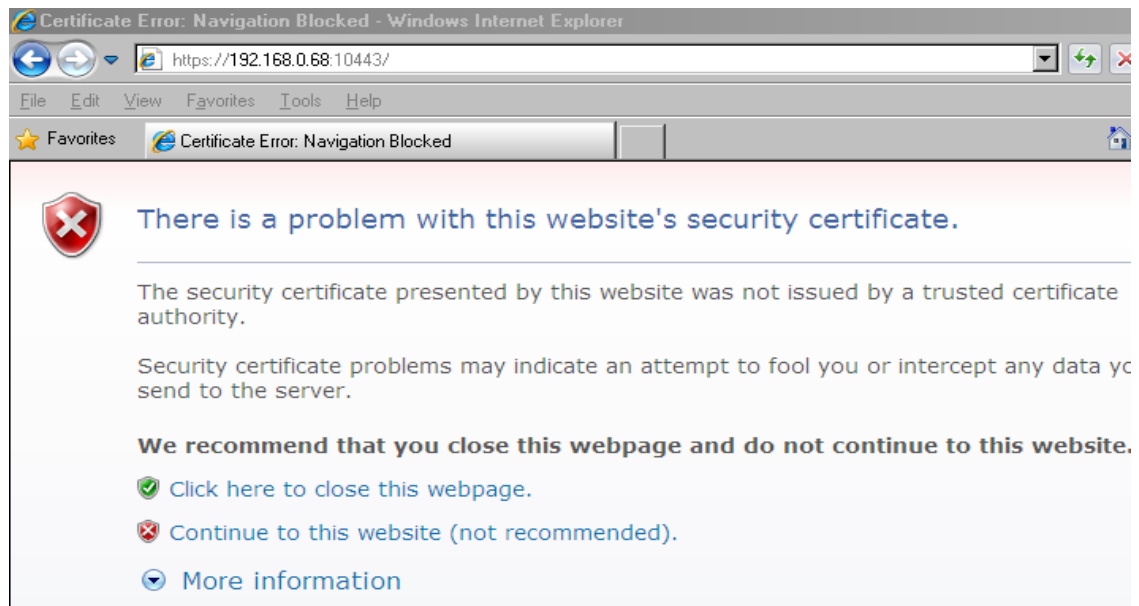 Certificate Error: Navigation Blocked - Windows Internet Explorer
https://192.168.0.68:10443/
File Edit View Favorites Tools Help
Favorites Certificate Error: Navigation Blocked
There is a problem with this website's security certificate.
The security certificate presented by this website was not issued by a trusted certificate
authority.
Security certificate problems may indicate an attempt to fool you or intercept any data yo
send to the server.
We recommend that you close this webpage and do not continue to this website.
Click here to close this webpage.
Continue to this website (not recommended).
More information